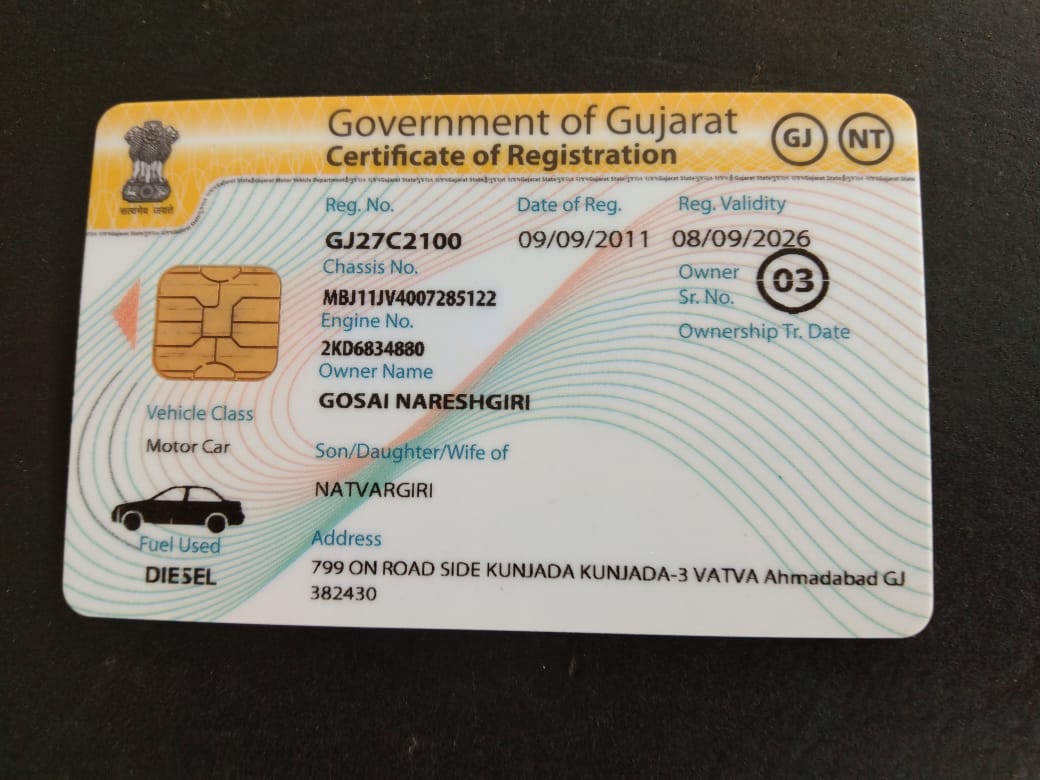 Government of Gujarat
Certificate of Registration
GJ NT
सत्यमेव जयते
Reg. No. Date of Reg. Reg. Validity
GJ27C2100 09/09/2011 08/09/2026
Chassis No. Owner
Sr. No. 03
MBJ11JV4007285122
Engine No. Ownership Tr. Date
2KD6834880
Owner Name
GOSAI NARESHGIRI
Vehicle Class
Motor Car
Son/Daughter/Wife of
NATVARGIRI
Fuel Used
DIESEL
Address
799 ON ROAD SIDE KUNJADA KUNJADA-3 VATVA Ahmadabad GJ
382430